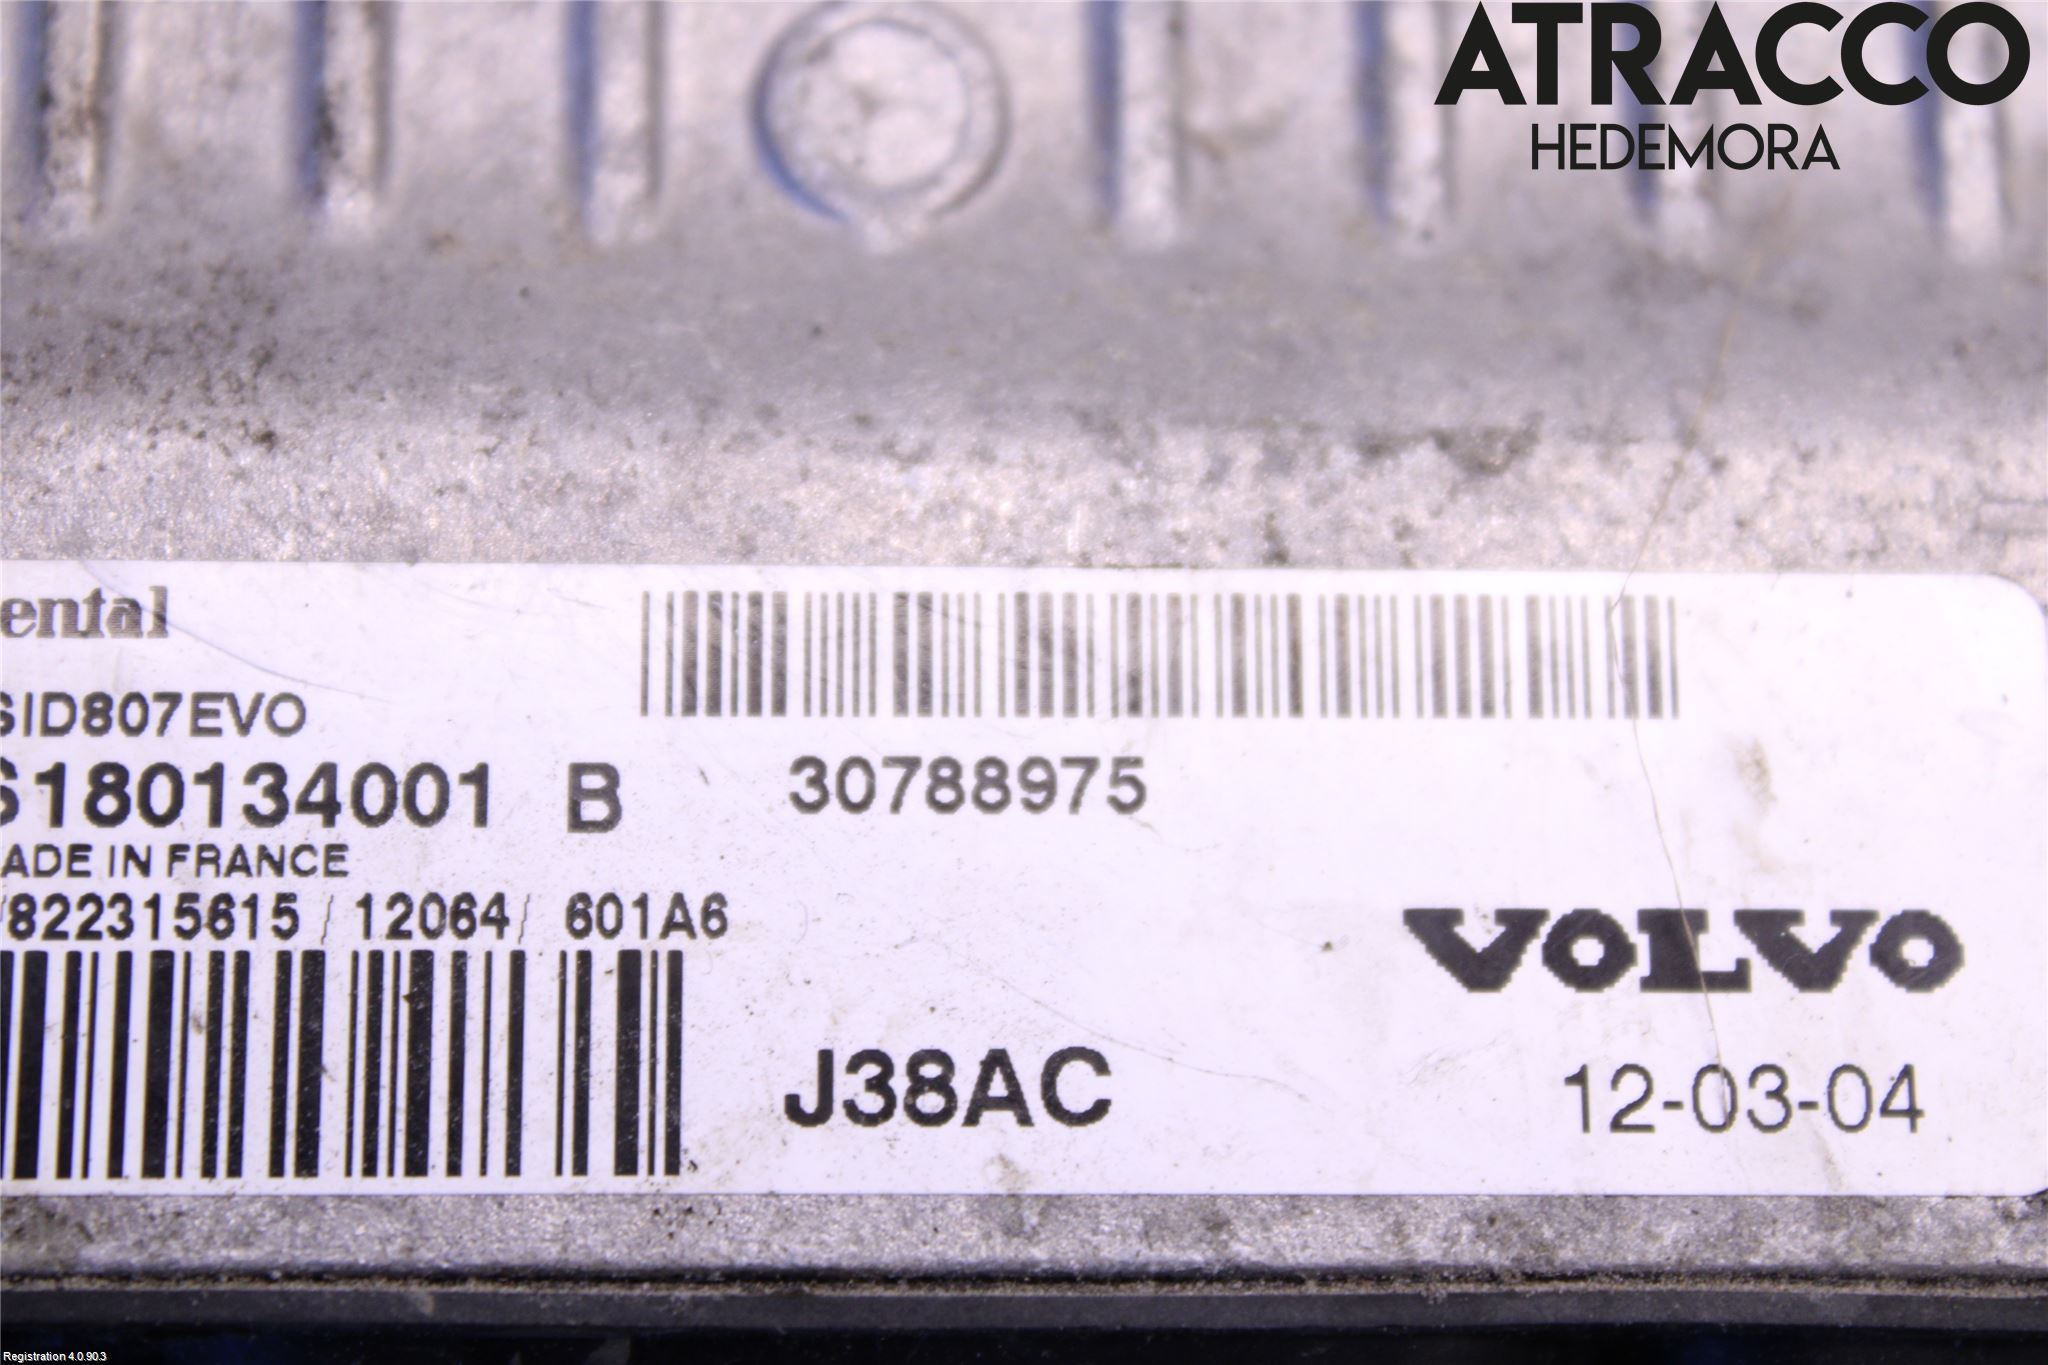 ATRACCO
HEDEMORA
ental
SID807EVO
S180134001 B
30788975
ADE IN FRANCE
/822315615 / 12064/ 601A6
VOLVO
J38AC
12-03-04
Registration 4.0.90.3